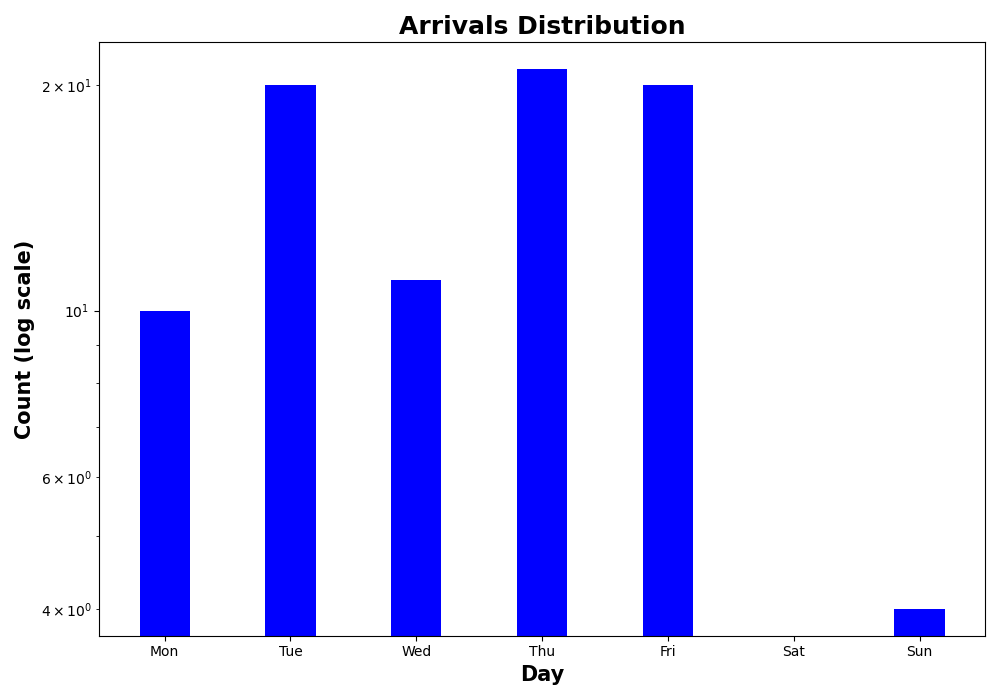 Arrivals Distribution
Count (log scale)
2 × 10¹
10¹
6 × 10⁰
4 × 10⁰
Mon Tue Wed Thu Fri Sat Sun
Day